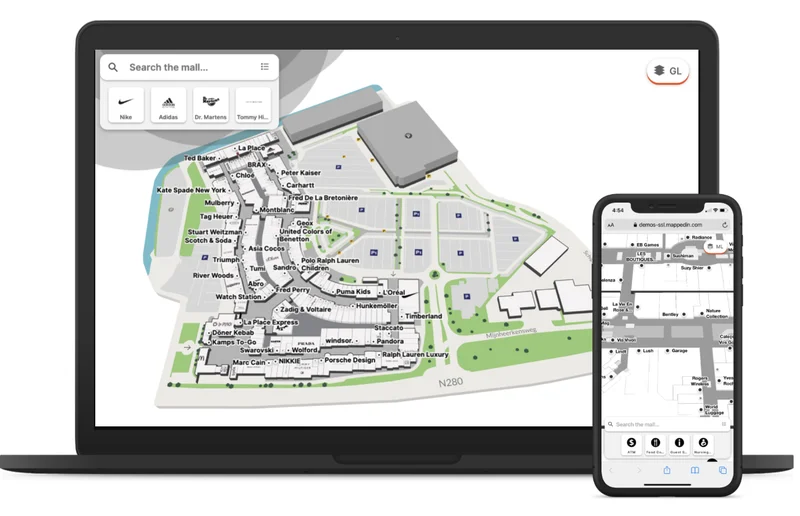 Search the mall...
Nike
Adidas
Dr. Martens
Tommy Hi...
GL
La Place
Ted Baker
BRAX
Chloé
Peter Kaiser
Carhartt
Kate Spade New York
Fred De La Bretonière
Mulberry
Montblanc
Tag Heuer
Geox
Stuart Weitzman
United Colors of
Benetton
Scotch & Soda
Asia Cocos
Triumph
Polo Ralph Lauren
Children
Tumi
Sandro
River Woods
Abro
Fred Perry
Puma Kids
L'Oréal
Watch Station
Hunkemöller
Zadig & Voltaire
Timberland
La Place Express
Staccato
Döner Kebab
PRADA
windsor.
Pandora
Kamps To-Go
Swarovski
Wolford
Ralph Lauren Luxury
Marc Cain
NIKKIE
Porsche Design
N280
4:54
AA
demos-sst.mappedin.com
Radiance
EB Games
ML
LES
BOUTIQUES
Suzy Shier
La Vie En
Rose &
Bentley
Nature
Collection
Lush
Garage
Rogers
Wireless
World
Luggage
Search the mall...
ATM